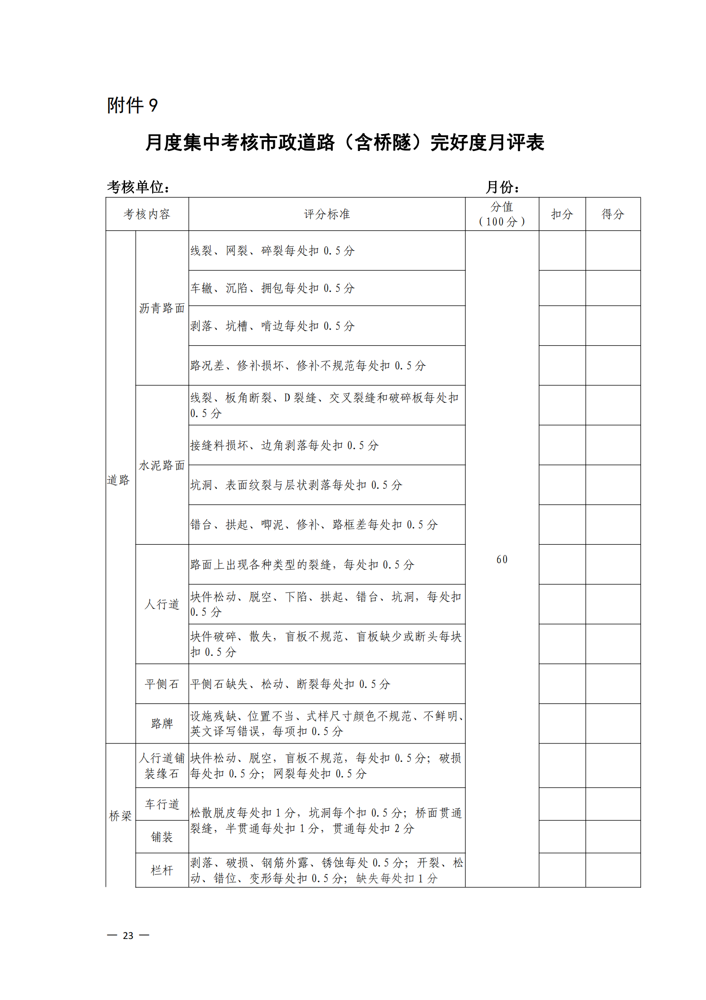 附件 9
月度集中考核市政道路（含桥隧）完好度月评表
考核单位： 月份：
考核内容 评分标准 分值
（100 分） 扣分 得分
道路 沥青路面 线裂、网裂、碎裂每处扣 0.5 分 60
车辙、沉陷、拥包每处扣 0.5 分
剥落、坑槽、啃边每处扣 0.5 分
路况差、修补损坏、修补不规范每处扣 0.5 分
水泥路面 线裂、板角断裂、D 裂缝、交叉裂缝和破碎板每处扣
0.5 分
接缝料损坏、边角剥落每处扣 0.5 分
坑洞、表面纹裂与层状剥落每处扣 0.5 分
错台、拱起、唧泥、修补、路框差每处扣 0.5 分
人行道 路面上出现各种类型的裂缝，每处扣 0.5 分
块件松动、脱空、下陷、拱起、错台、坑洞，每处扣
0.5 分
块件破碎、散失，盲板不规范、盲板缺少或断头每块
扣 0.5 分
平侧石 平侧石缺失、松动、断裂每处扣 0.5 分
路牌 设施残缺、位置不当、式样尺寸颜色不规范、不鲜明、
英文译写错误，每项扣 0.5 分
桥梁 人行道铺
装缘石 块件松动、脱空，盲板不规范，每处扣 0.5 分；破损
每处扣 0.5 分；网裂每处扣 0.5 分
车行道 松散脱皮每处扣 1 分，坑洞每个扣 0.5 分；桥面贯通
裂缝，半贯通每处扣 1 分，贯通每处扣 2 分
铺装
栏杆 剥落、破损、钢筋外露、锈蚀每处 0.5 分；开裂、松
动、错位、变形每处扣 0.5 分；缺失每处扣 1 分
— 23 —